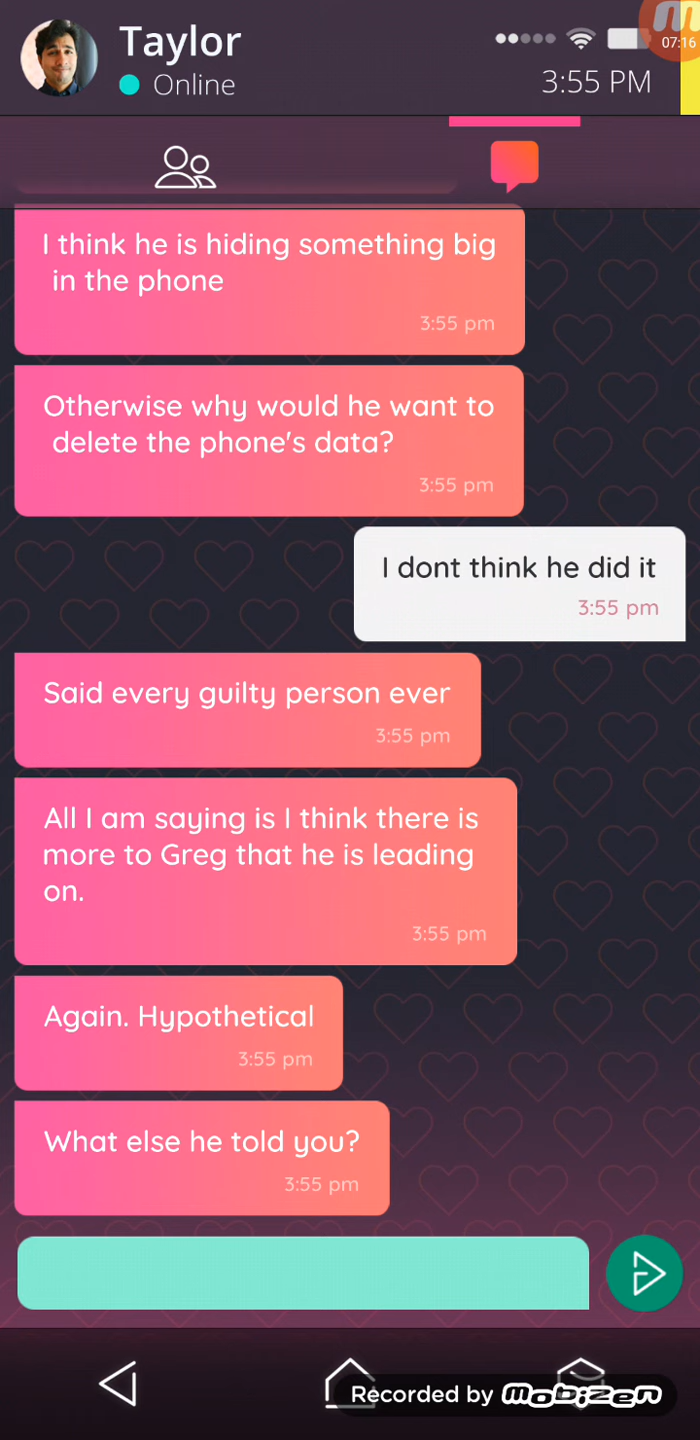 Taylor
07:16
Online
3:55 PM
I think he is hiding something big
in the phone
3:55 pm
Otherwise why would he want to
delete the phone's data?
3:55 pm
I dont think he did it
3:55 pm
Said every guilty person ever
3:55 pm
All I am saying is I think there is
more to Greg that he is leading
on.
3:55 pm
Again. Hypothetical
3:55 pm
What else he told you?
3:55 pm
Recorded by mobizen